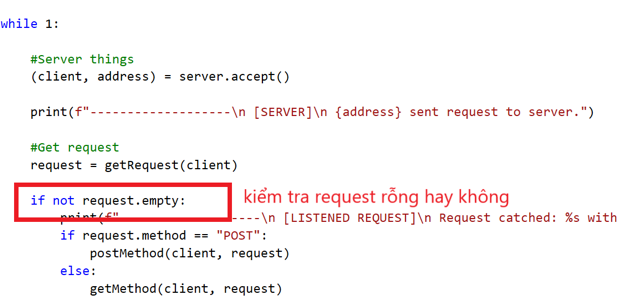 while 1:
#Server things
(client, address) = server.accept()
print(f"-------------------\n [SERVER]\n {address} sent request to server.")
#Get request
request = getRequest(client)
if not request.empty: kiểm tra request rỗng hay không
print(f"-------------------\n [LISTENED REQUEST]\n Request catched: %s with
if request.method == "POST":
postMethod(client, request)
else:
getMethod(client, request)